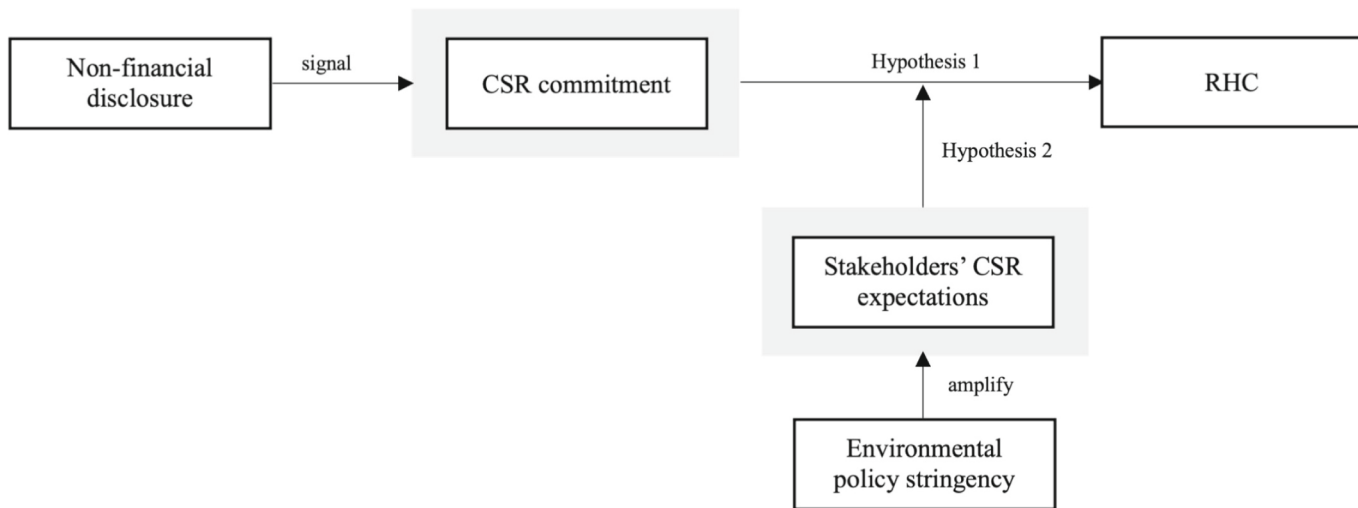 Non-financial
disclosure
signal
CSR commitment
Hypothesis 1
RHC
Hypothesis 2
Stakeholders’ CSR
expectations
amplify
Environmental
policy stringency